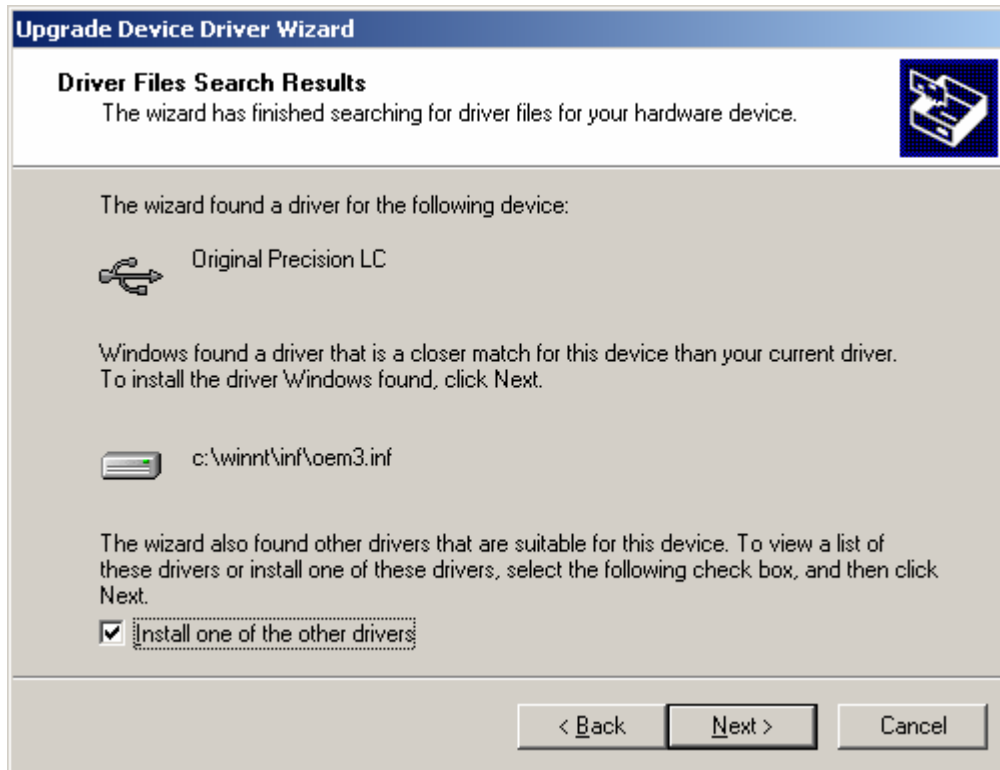 Upgrade Device Driver Wizard
Driver Files Search Results
The wizard has finished searching for driver files for your hardware device.
The wizard found a driver for the following device:
Original Precision LC
Windows found a driver that is a closer match for this device than your current driver.
To install the driver Windows found, click Next.
c:\winnt\inf\oem3.inf
The wizard also found other drivers that are suitable for this device. To view a list of
these drivers or install one of these drivers, select the following check box, and then click
Next.
Install one of the other drivers
< Back
Next >
Cancel